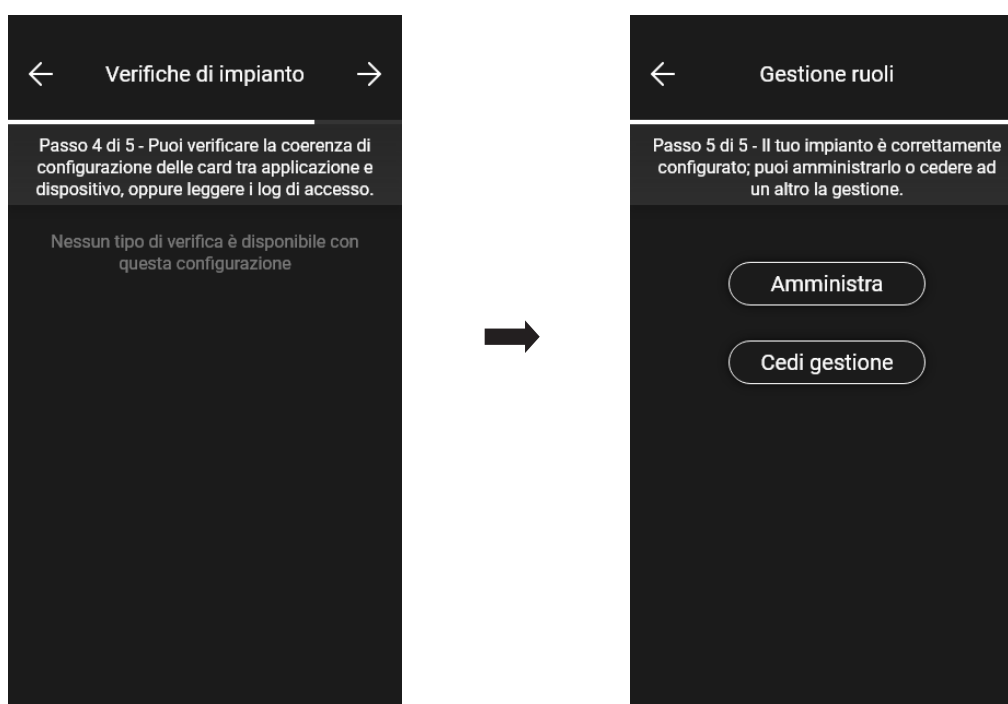 Verifiche di impianto
Passo 4 di 5 - Puoi verificare la coerenza di
configurazione delle card tra applicazione e
dispositivo, oppure leggere i log di accesso.
Nessun tipo di verifica è disponibile con
questa configurazione
Gestione ruoli
Passo 5 di 5 - Il tuo impianto è correttamente
configurato; puoi amministrarlo o cedere ad
un altro la gestione.
Amministra
Cedi gestione